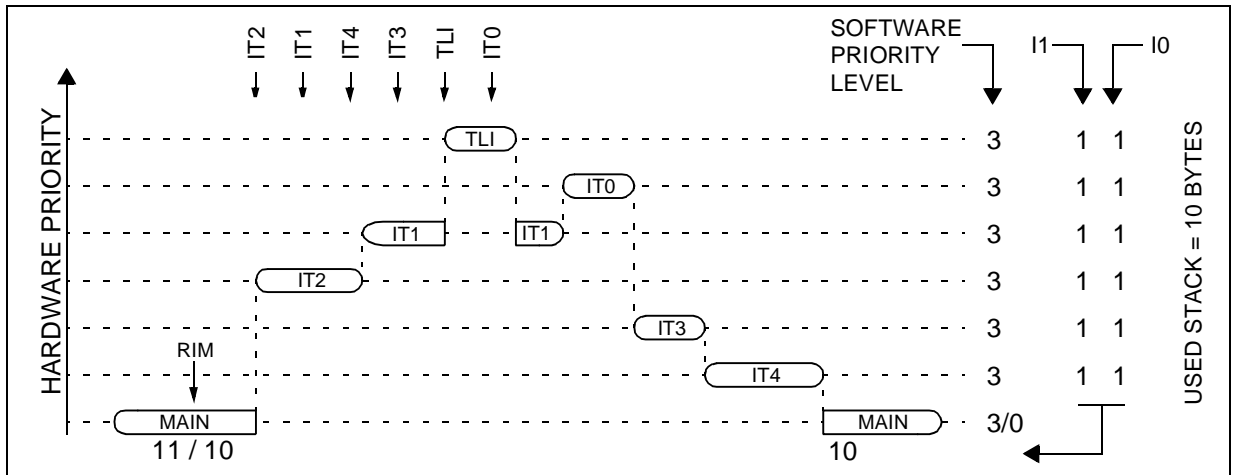 IT2
IT1
IT4
IT3
TLI
IT0
SOFTWARE
PRIORITY
LEVEL
I1
I0
HARDWARE PRIORITY
TLI
3
1 1
IT0
3
1 1
IT1
IT1
3
1 1
IT2
3
1 1
IT3
3
1 1
RIM
IT4
3
1 1
MAIN
MAIN
3/0
11 / 10
10
USED STACK = 10 BYTES